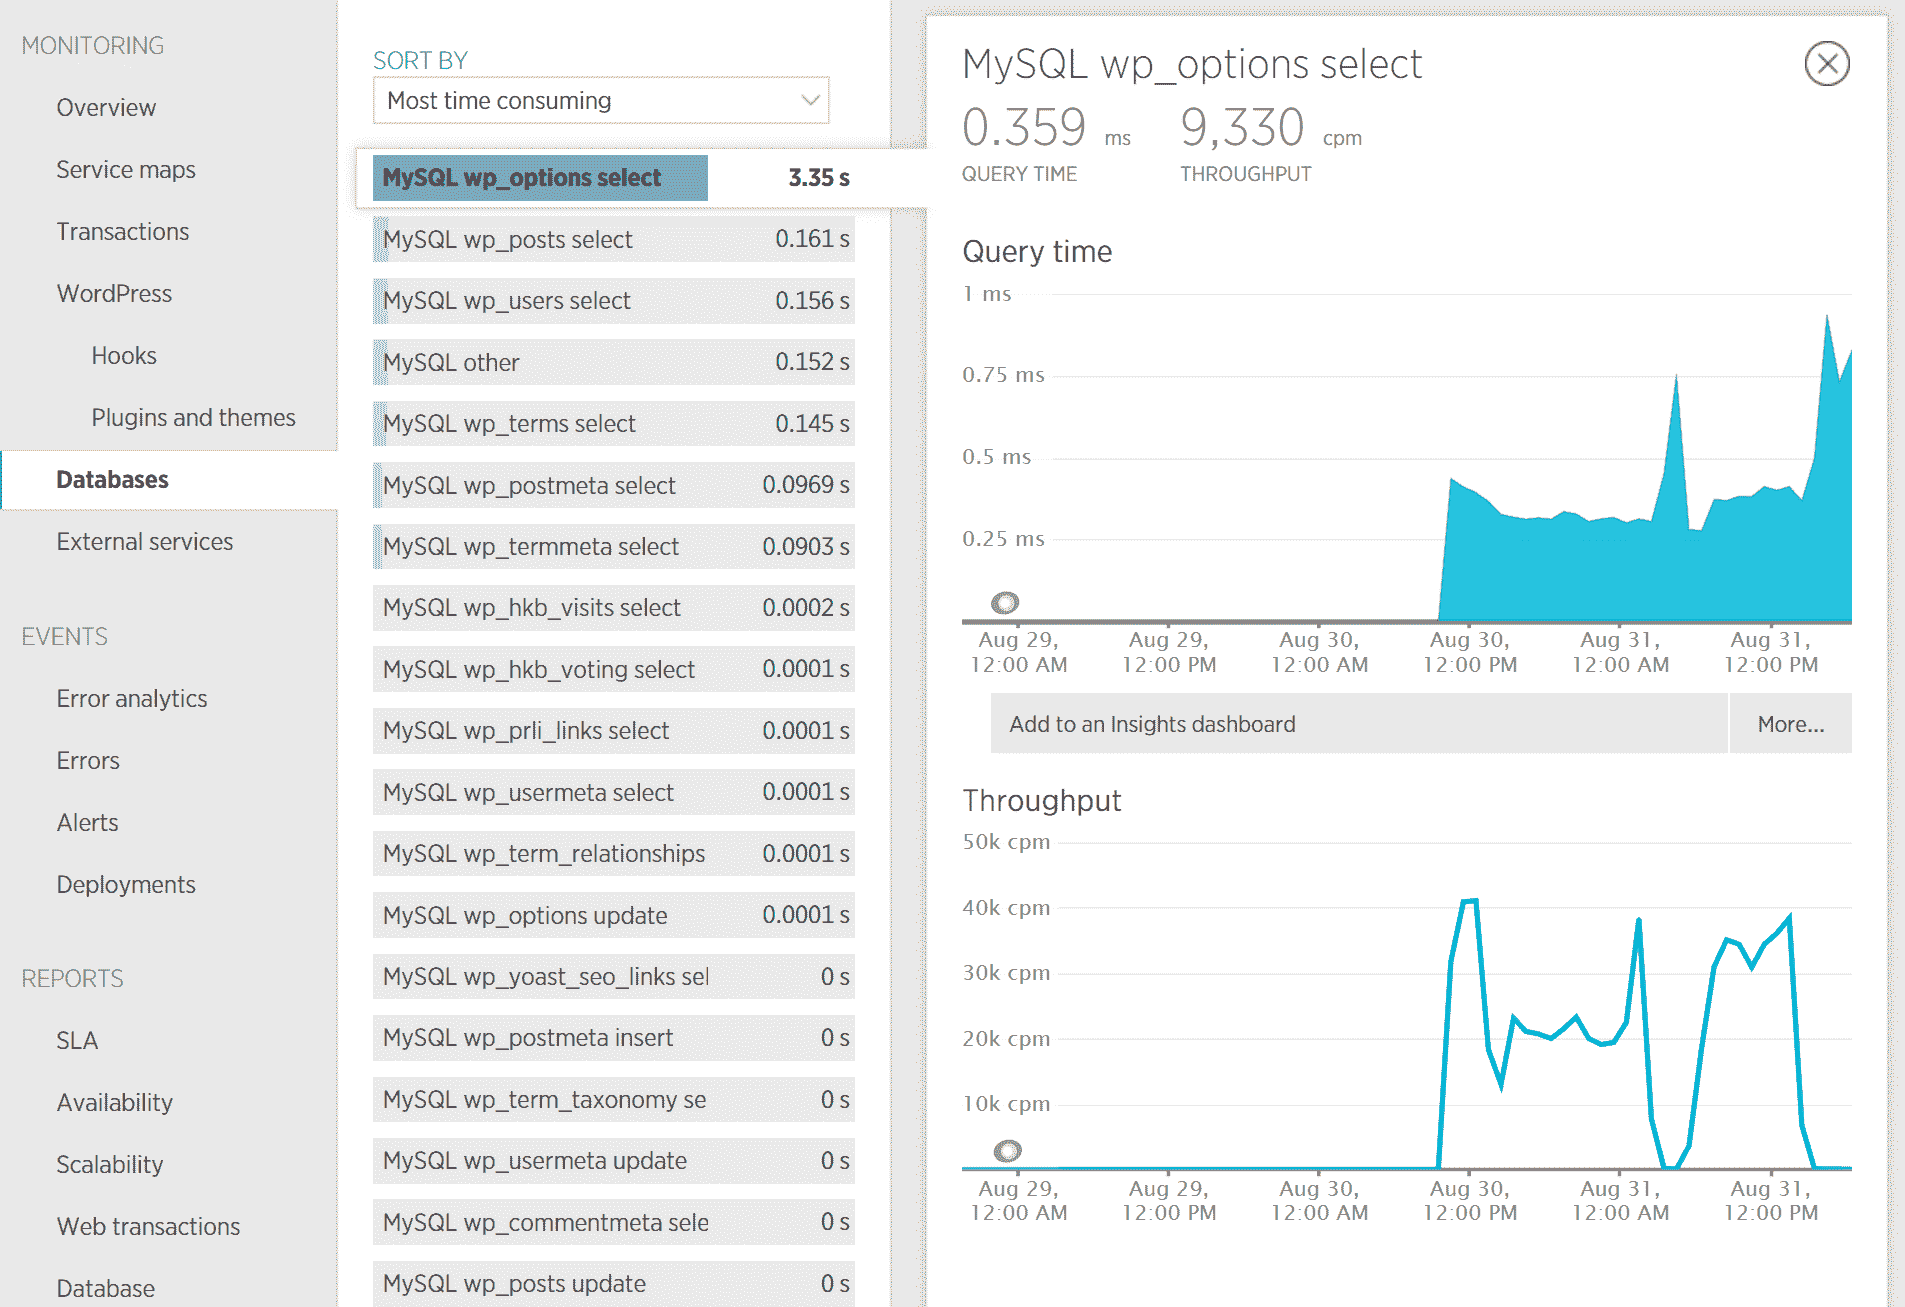 MONITORING
Overview
Service maps
Transactions
WordPress
Hooks
Plugins and themes
Databases
External services
EVENTS
Error analytics
Errors
Alerts
Deployments
REPORTS
SLA
Availability
Scalability
Web transactions
Database
SORT BY
Most time consuming
MySQL wp_options select 3.35 s
MySQL wp_posts select 0.161 s
MySQL wp_users select 0.156 s
MySQL other 0.152 s
MySQL wp_terms select 0.145 s
MySQL wp_postmeta select 0.0969 s
MySQL wp_termmeta select 0.0903 s
MySQL wp_hkb_visits select 0.0002 s
MySQL wp_hkb_voting select 0.0001 s
MySQL wp_prli_links select 0.0001 s
MySQL wp_usermeta select 0.0001 s
MySQL wp_term_relationships 0.0001 s
MySQL wp_options update 0.0001 s
MySQL wp_yoast_seo_links sel 0 s
MySQL wp_postmeta insert 0 s
MySQL wp_term_taxonomy se 0 s
MySQL wp_usermeta update 0 s
MySQL wp_commentmeta sele 0 s
MySQL wp_posts update 0 s
MySQL wp_options select
0.359 ms 9,330 cpm
QUERY TIME THROUGHPUT
Query time
1 ms
0.75 ms
0.5 ms
0.25 ms
Aug 29, Aug 29, Aug 30, Aug 30, Aug 31, Aug 31,
12:00 AM 12:00 PM 12:00 AM 12:00 PM 12:00 AM 12:00 PM
Add to an Insights dashboard More...
Throughput
50k cpm
40k cpm
30k cpm
20k cpm
10k cpm
Aug 29, Aug 29, Aug 30, Aug 30, Aug 31, Aug 31,
12:00 AM 12:00 PM 12:00 AM 12:00 PM 12:00 AM 12:00 PM